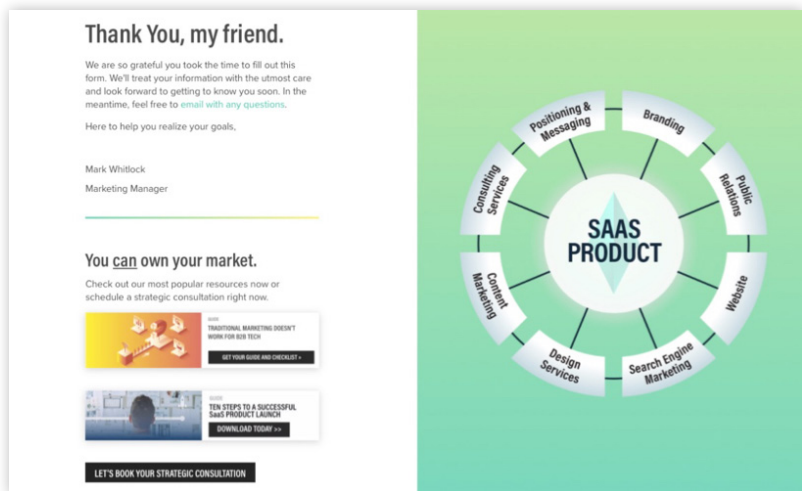 Thank You, my friend.
We are so grateful you took the time to fill out this
form. We'll treat your information with the utmost care
and look forward to getting to know you soon. In the
meantime, feel free to email with any questions.
Here to help you realize your goals,
Mark Whitlock
Marketing Manager
You can own your market.
Check out our most popular resources now or
schedule a strategic consultation right now.
GUIDE
TRADITIONAL MARKETING DOESN'T
WORK FOR B2B TECH
GET YOUR GUIDE AND CHECKLIST »
GUIDE
TEN STEPS TO A SUCCESSFUL
SaaS PRODUCT LAUNCH
DOWNLOAD TODAY >>
LET'S BOOK YOUR STRATEGIC CONSULTATION
SAAS
PRODUCT
Positioning &
Messaging
Branding
Public
Relations
Website
Search Engine
Marketing
Design
Services
Content
Marketing
Consulting
Services